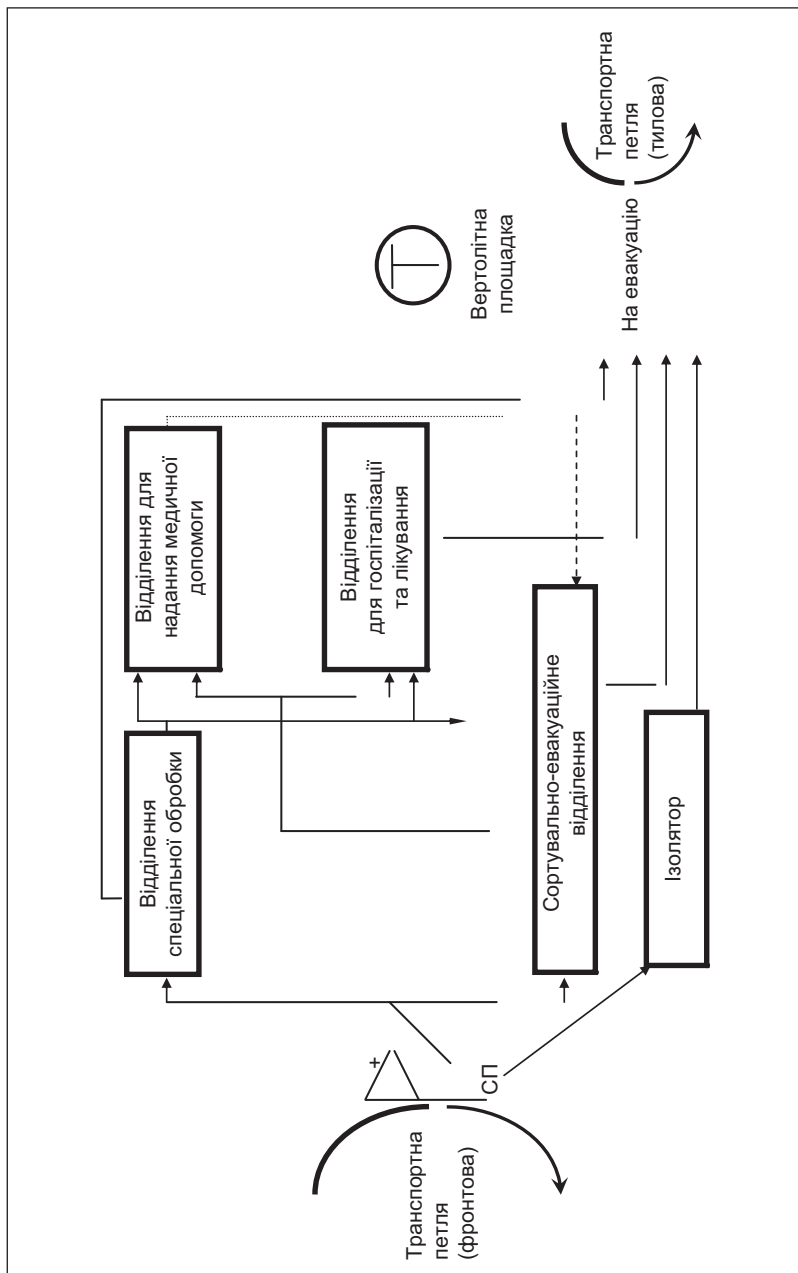 Транспортна
петля
(фронтова)
+
СП
Відділення
спеціальної обробки
Відділення для
надання медичної
допомоги
Відділення
для госпіталізації
та лікування
Сортувально-евакуаційне
відділення
Ізолятор
Вертолітна
площадка
На евакуацію
Транспортна
петля
(тилова)